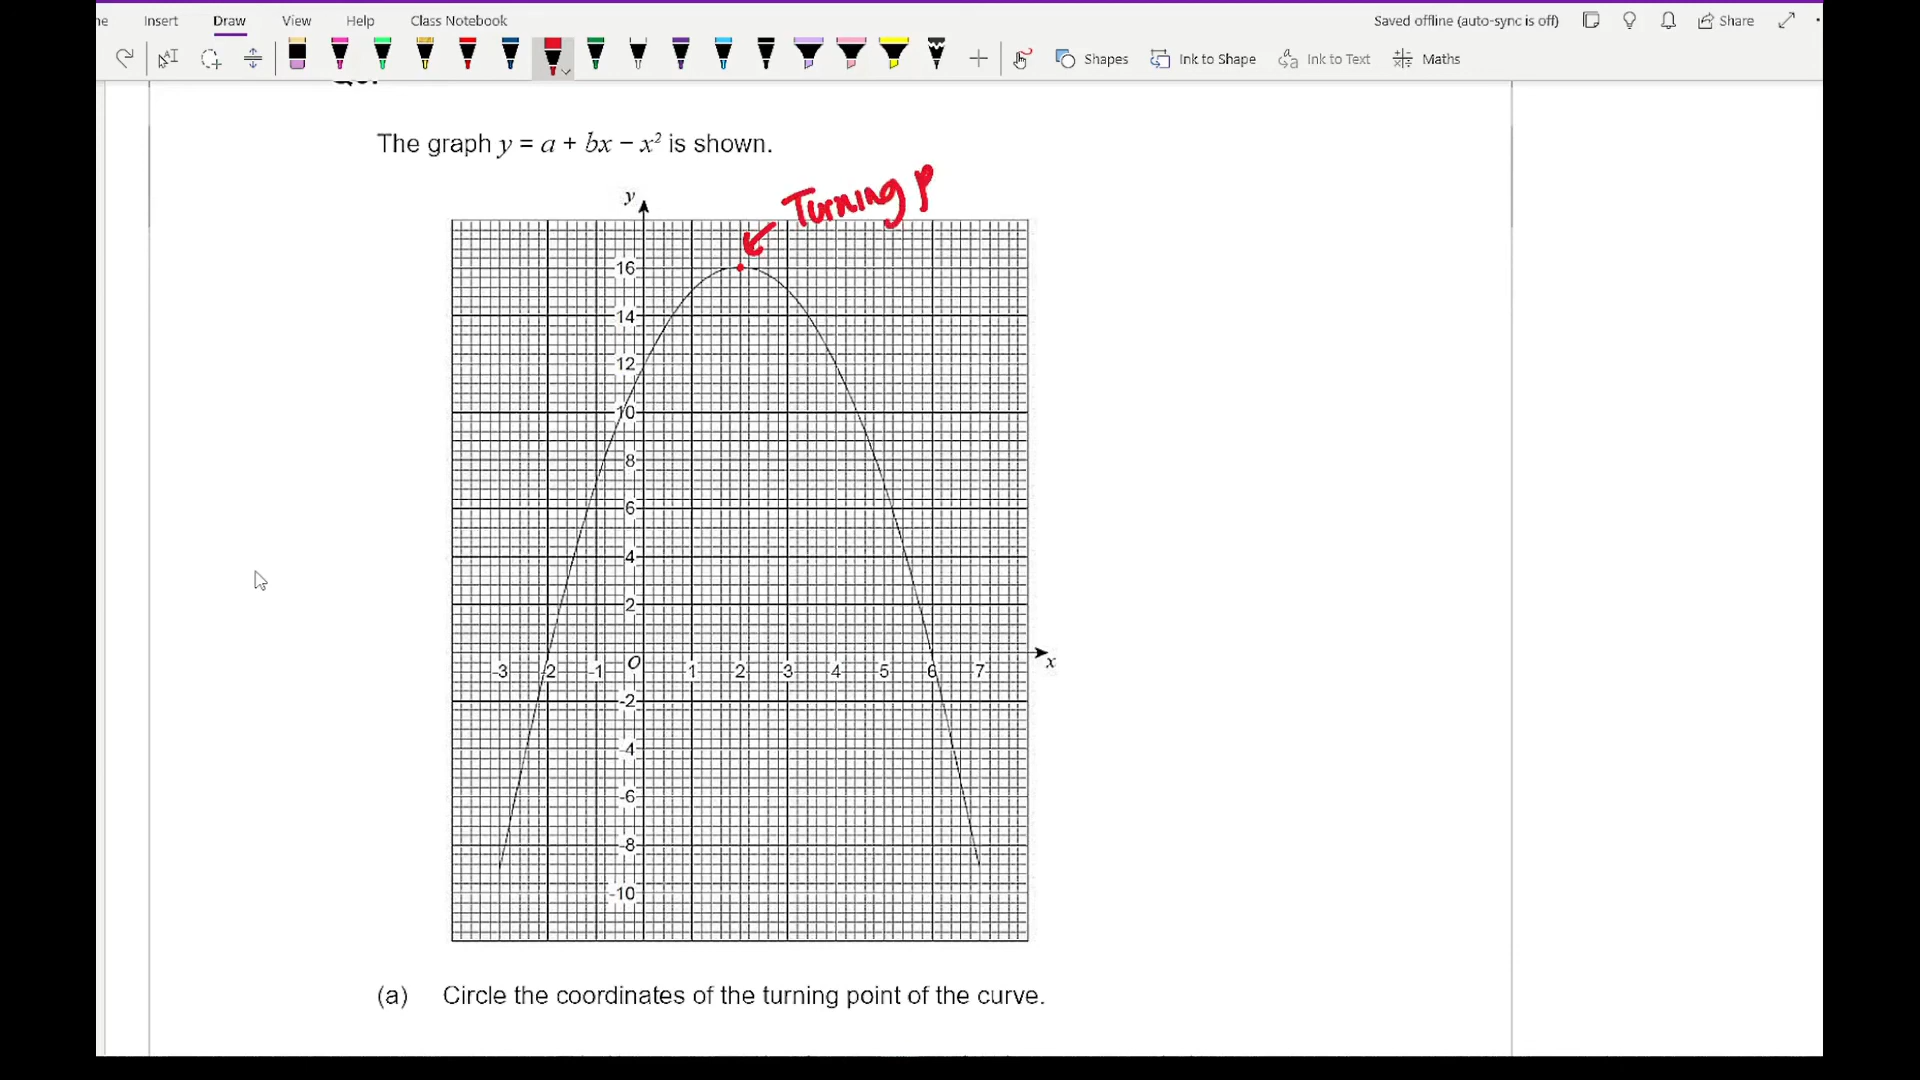 Insert Draw View Help Class Notebook Saved offline (auto-sync is off) Share
Shapes Ink to Shape Ink to Text Maths
The graph y = a + bx − x² is shown.
Turning P
y
16
14
12
10
8
6
4
2
-3 -2 -1 O 1 2 3 4 5 6 7 x
-2
-4
-6
-8
-10
(a) Circle the coordinates of the turning point of the curve.